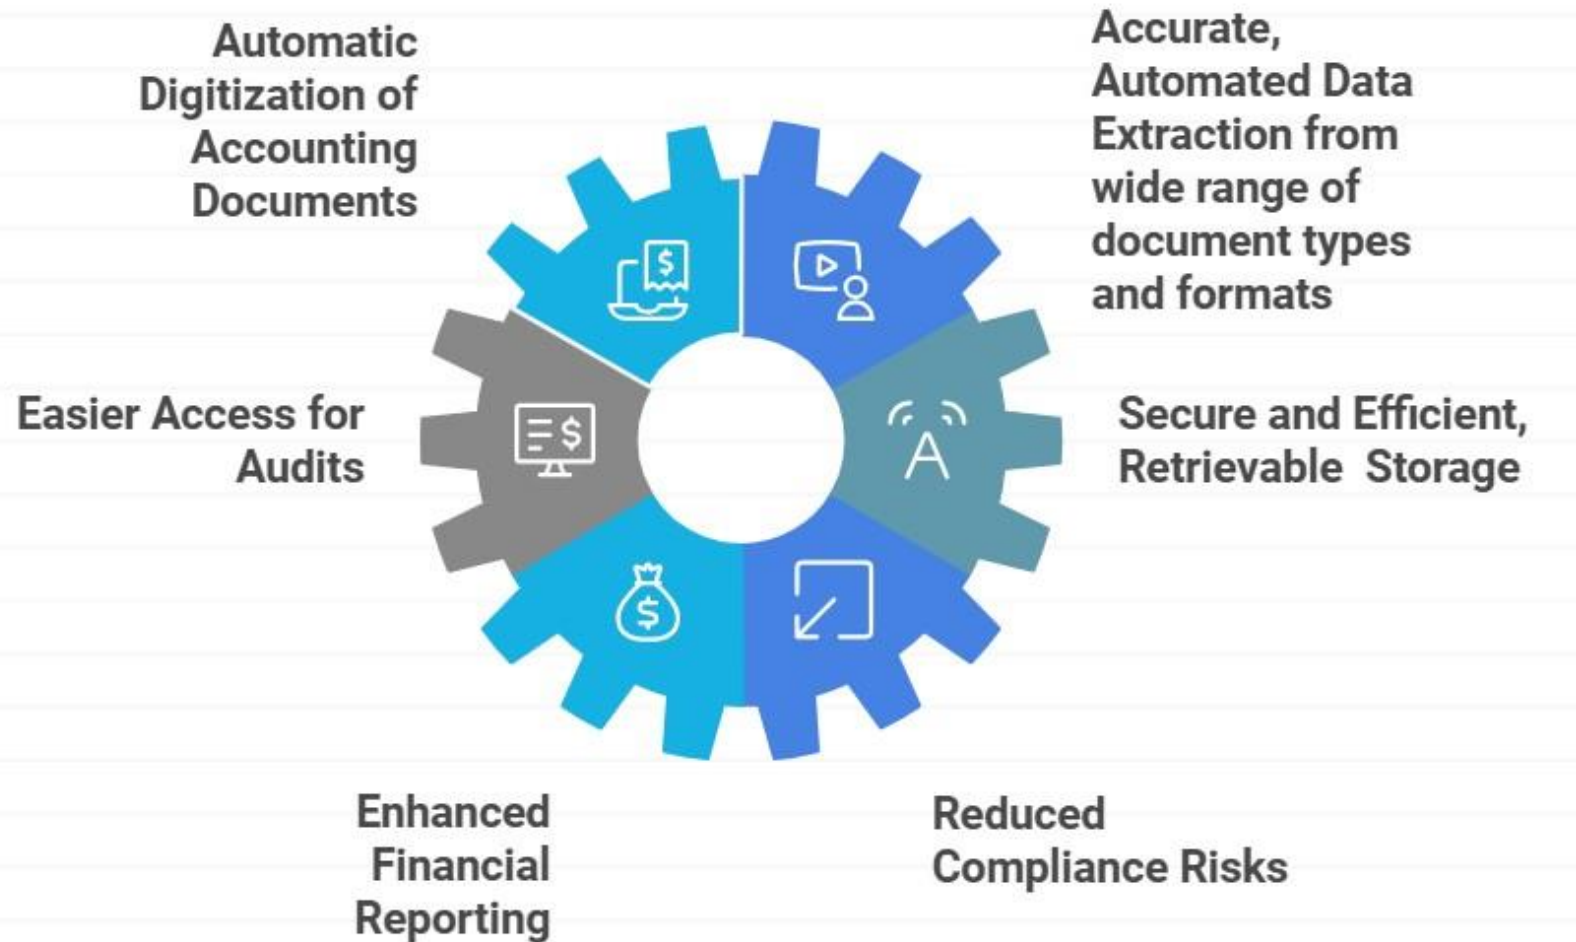 Automatic
Digitization of
Accounting
Documents
Accurate,
Automated Data
Extraction from
wide range of
document types
and formats
Easier Access for
Audits
Secure and Efficient,
Retrievable  Storage
Enhanced
Financial
Reporting
Reduced
Compliance Risks
$
$
A
$